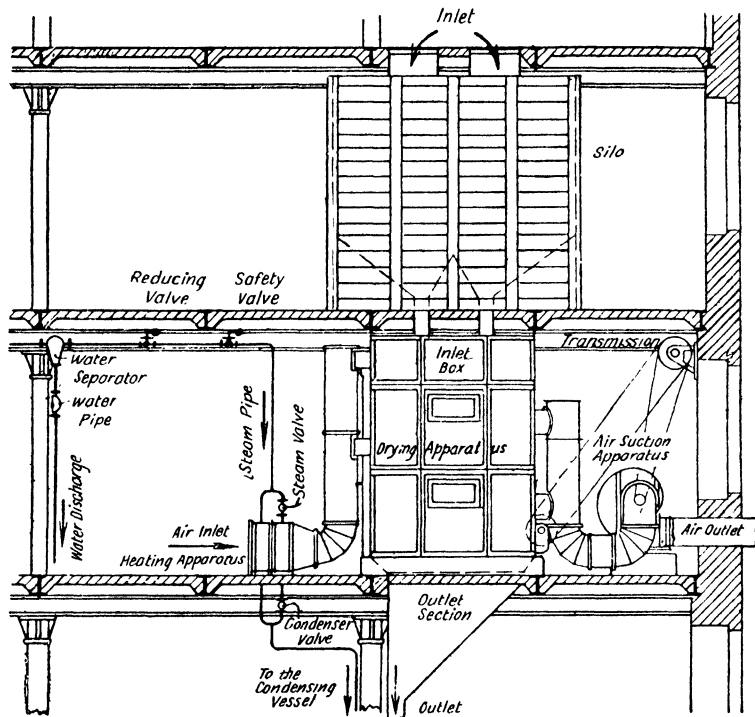 Inlet
Silo
Reducing
Valve
Safety
Valve
Transmission
Water
Separator
Water
Pipe
Inlet
Box
Steam Pipe
Steam Valve
Drying Apparatus
Air Suction
Apparatus
Water Discharge
Air Inlet
Heating Apparatus
Air Outlet
Outlet
Section
Condenser
Valve
To the
Condensing
Vessel
Outlet